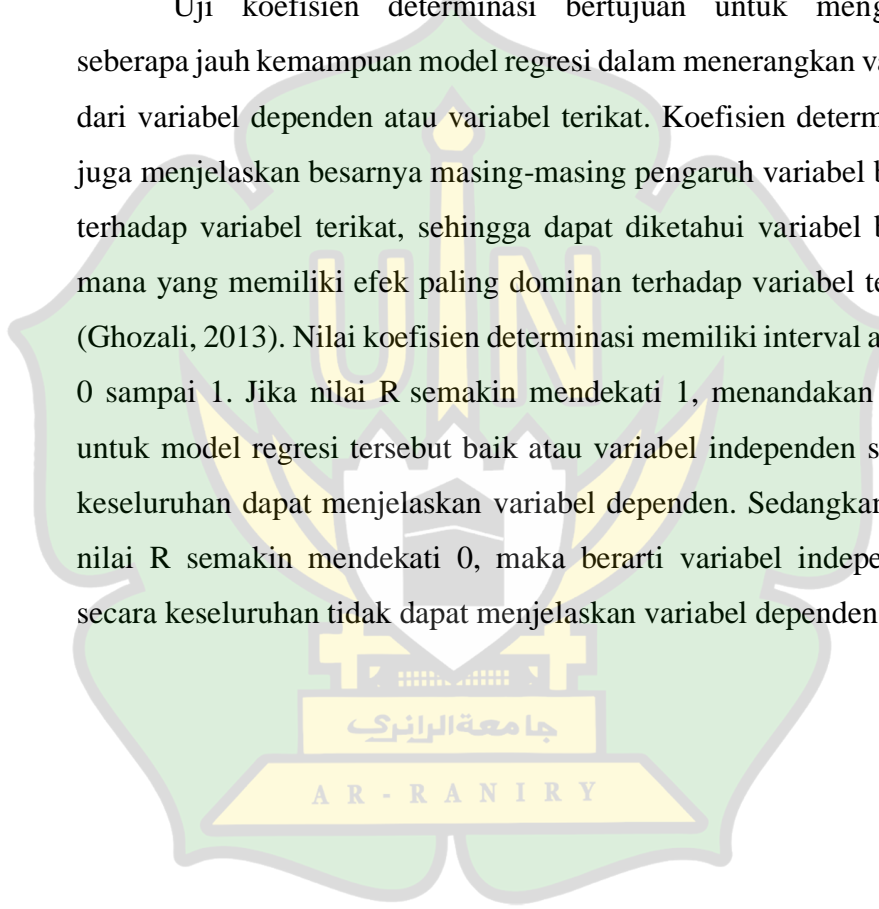 Uji koefisien determinasi bertujuan untuk
seberapa jauh kemampuan model regresi dalam menerangkan
dari variabel dependen atau variabel terikat. Koefisien
juga menjelaskan besarnya masing-masing pengaruh variabel
terhadap variabel terikat, sehingga dapat diketahui variabel
mana yang memiliki efek paling dominan terhadap variabel
(Ghozali, 2013). Nilai koefisien determinasi memiliki interval
0 sampai 1. Jika nilai R semakin mendekati 1, menandakan
untuk model regresi tersebut baik atau variabel independen
keseluruhan dapat menjelaskan variabel dependen. Sedangkan
nilai R semakin mendekati 0, maka berarti variabel
secara keseluruhan tidak dapat menjelaskan variabel dependen
UIN
جامعة الرانري
AR-RANIRY